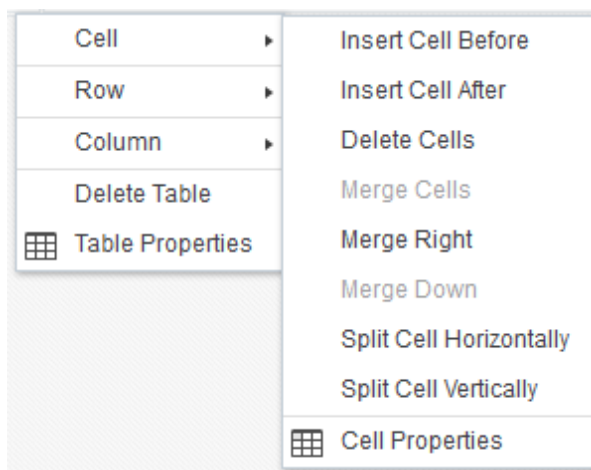 Cell
Row
Column
Delete Table
Table Properties
Insert Cell Before
Insert Cell After
Delete Cells
Merge Cells
Merge Right
Merge Down
Split Cell Horizontally
Split Cell Vertically
Cell Properties